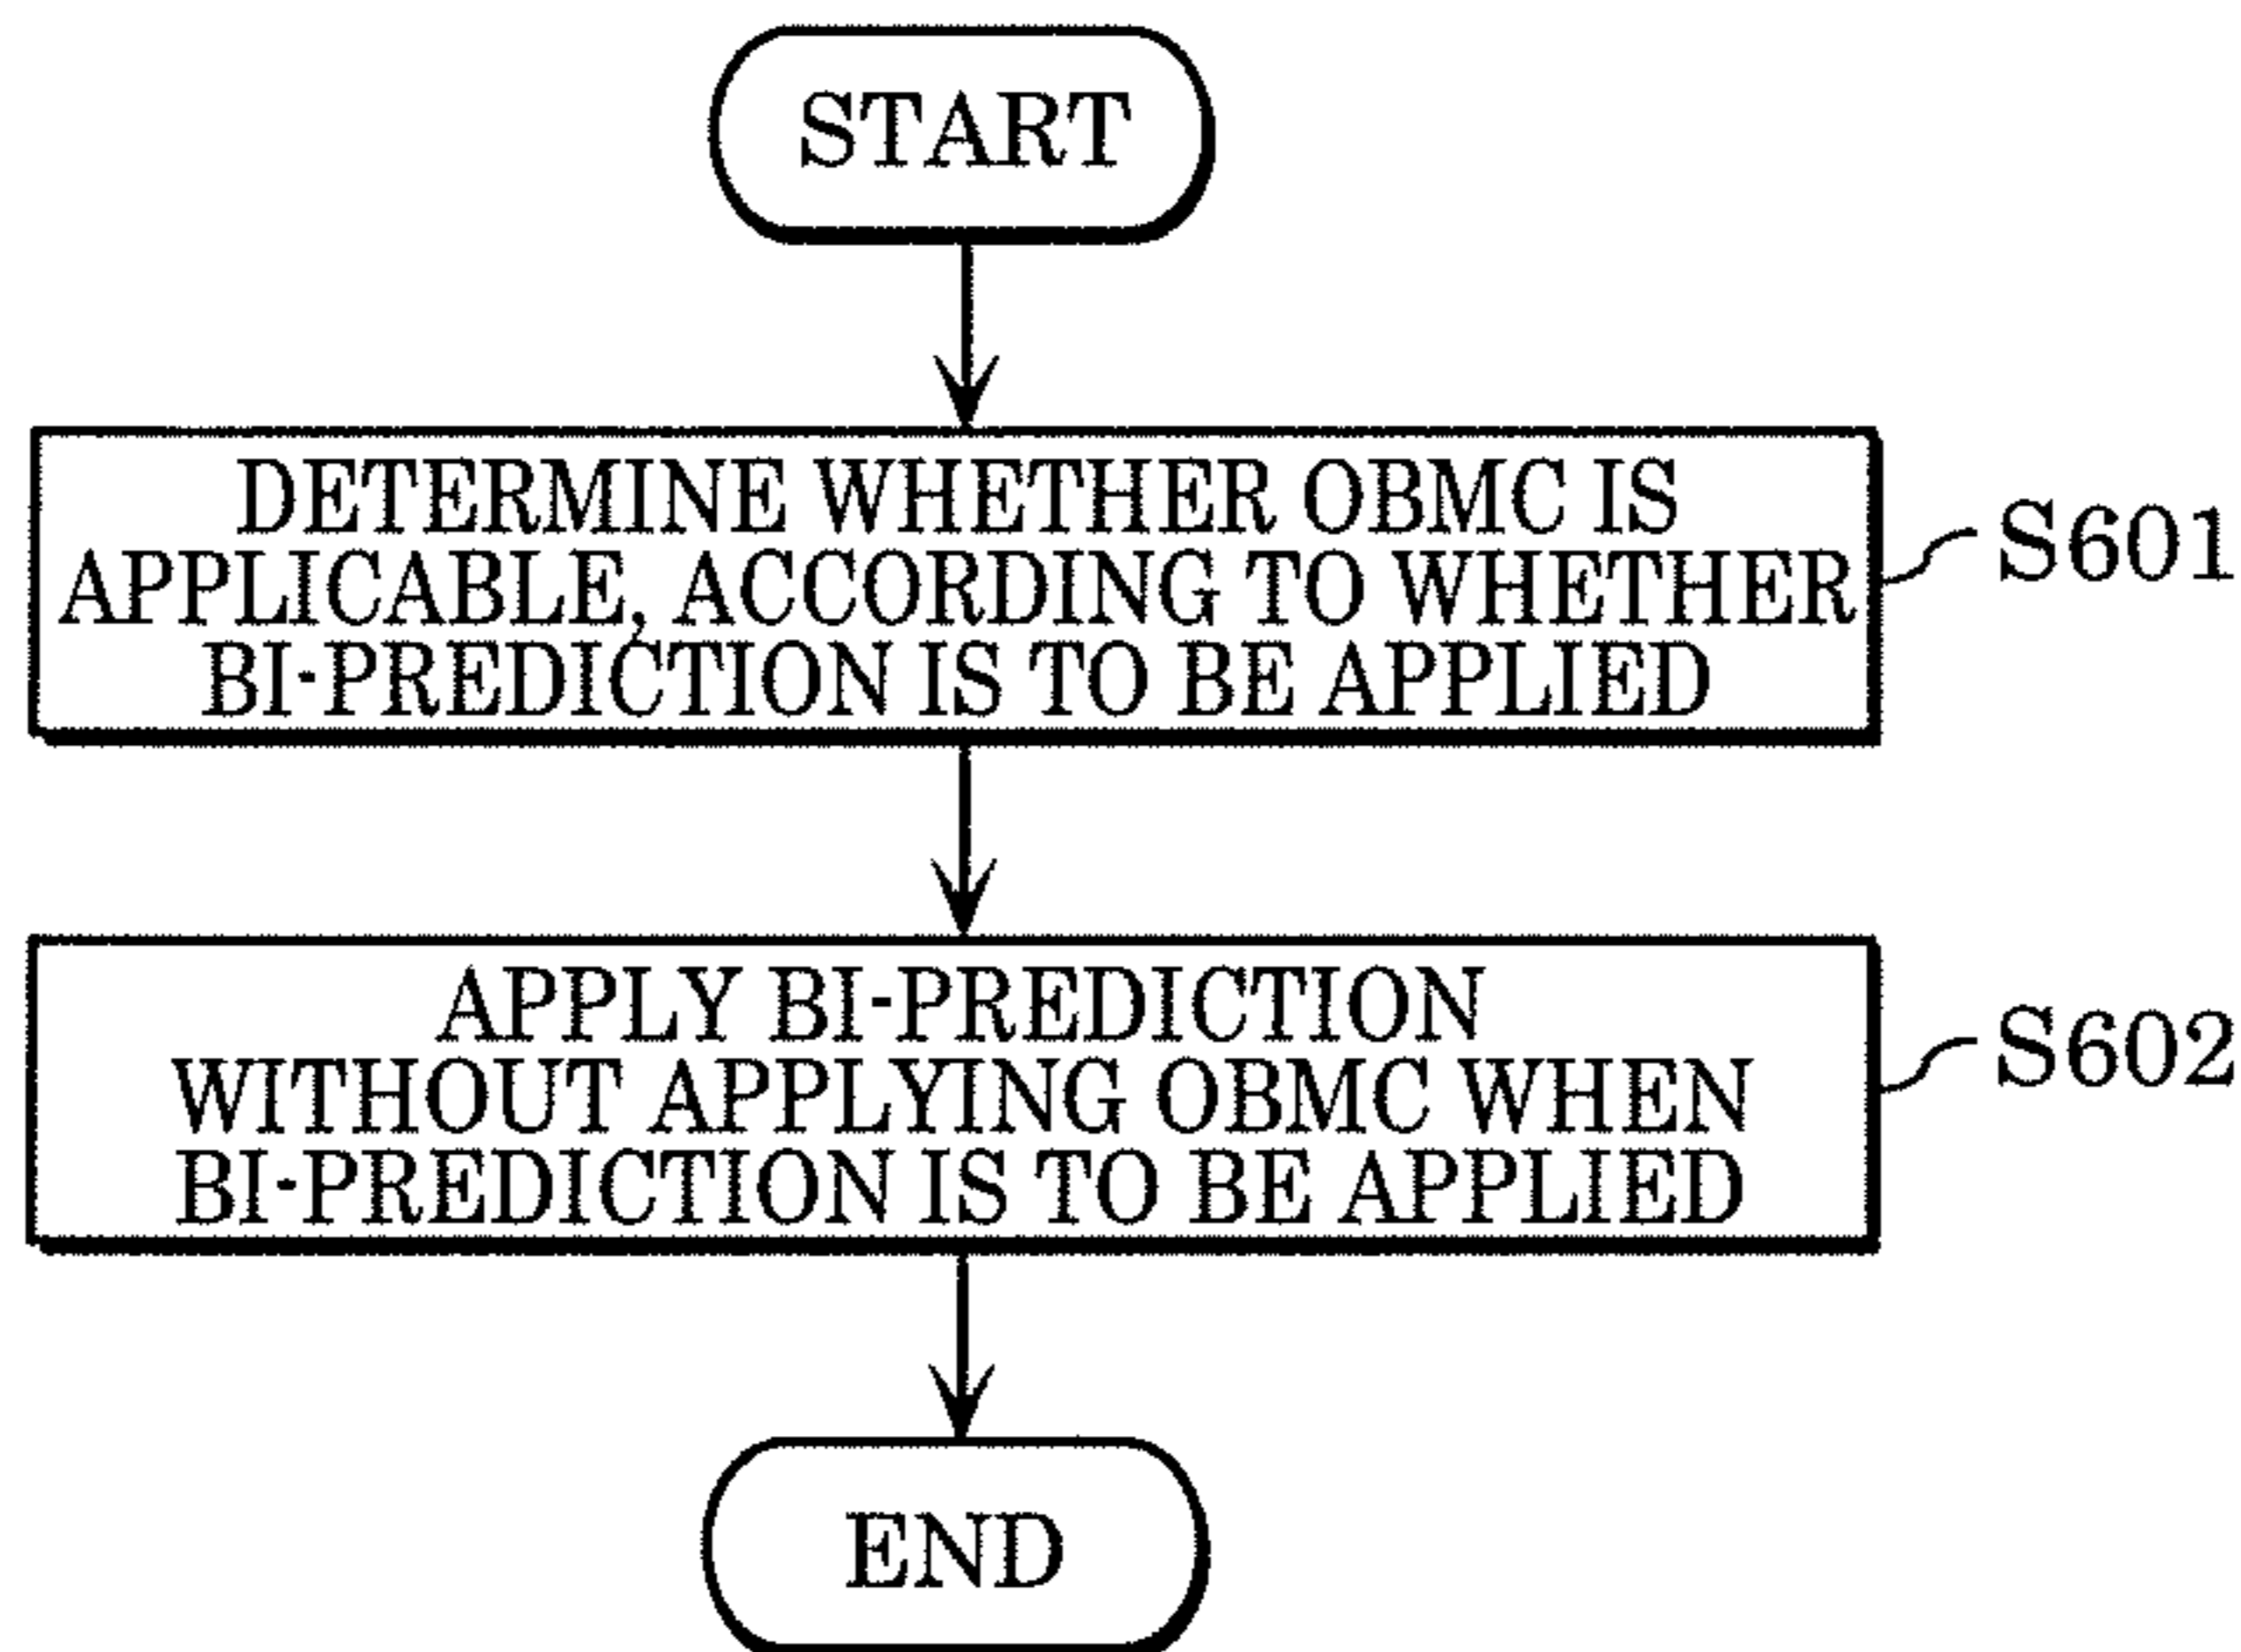 START
DETERMINE WHETHER OBMC IS
APPLICABLE, ACCORDING TO WHETHER
BI-PREDICTION IS TO BE APPLIED
S601
APPLY BI-PREDICTION
WITHOUT APPLYING OBMC WHEN
BI-PREDICTION IS TO BE APPLIED
S602
END